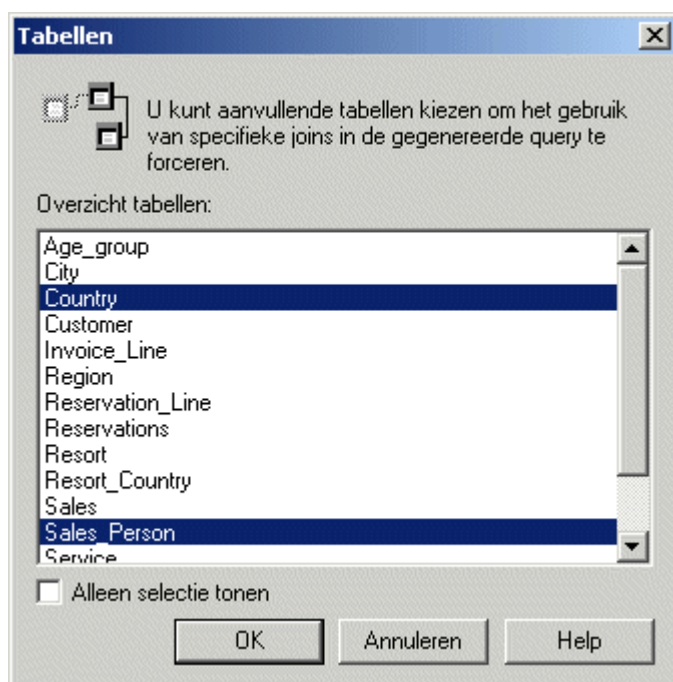 Tabellen
U kunt aanvullende tabellen kiezen om het gebruik
van specifieke joins in de gegenereerde query te
forceren.
Overzicht tabellen:
Age_group
City
Country
Customer
Invoice_Line
Region
Reservation_Line
Reservations
Resort
Resort_Country
Sales
Sales_Person
Service
Alleen selectie tonen
OK
Annuleren
Help